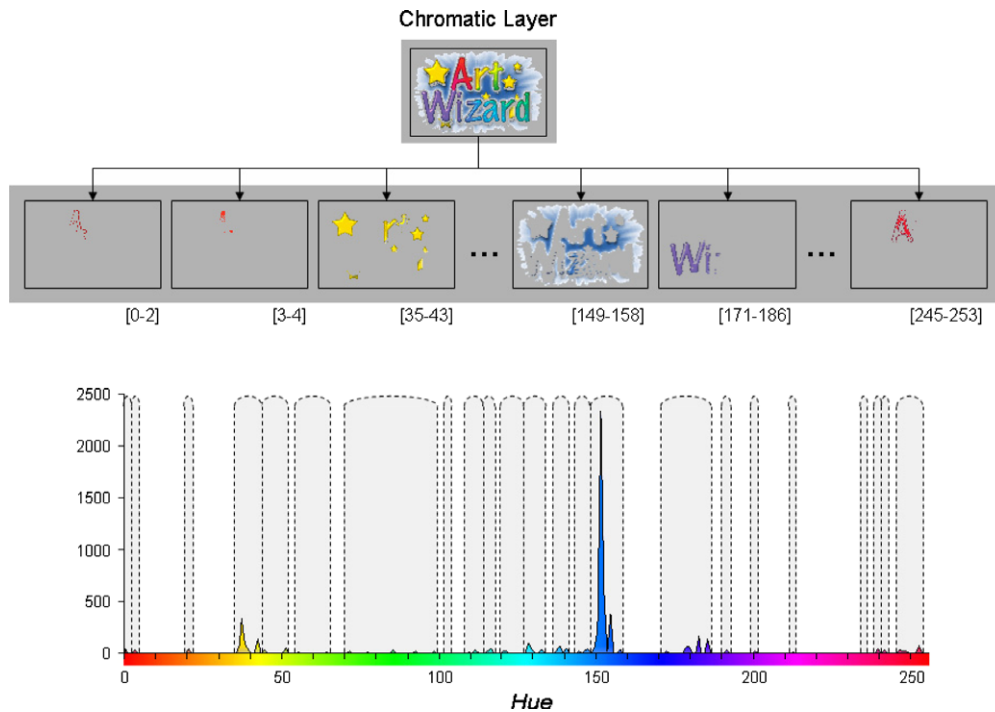 Chromatic Layer
Art
Wizard
A
r
...
Wi
...
A
[0-2] [3-4] [35-43] [149-158] [171-186] [245-253]
2500
2000
1500
1000
500
0
0 50 100 150 200 250
Hue